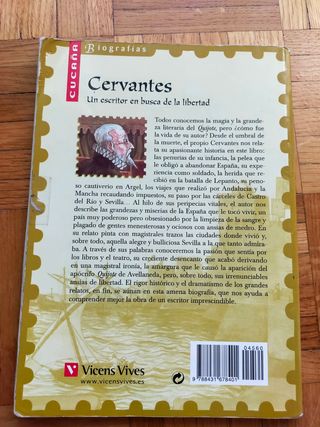 CUCAÑA
Biografías
Cervantes
Un escritor en busca de la libertad
Todos conocemos la magia y la grande-
za literaria del Quijote, pero ¿cómo fue
la vida de su autor? Desde el umbral de
la muerte, el propio Cervantes nos rela-
ta su apasionante historia en este libro:
las penurias de su infancia, la pelea que
le obligó a abandonar España, su expe-
riencia como soldado, la herida que re-
cibió en la batalla de Lepanto, su peno-
so cautiverio en Argel, los viajes que realizó por Andalucía y la
Mancha recaudando impuestos, su paso por las cárceles de Castro
del Río y Sevilla... Al hilo de sus peripecias vitales, el autor nos
describe las grandezas y miserias de la España que le tocó vivir, un
país muy poderoso pero obsesionado por la limpieza de la sangre y
plagado de gentes menesterosas y ociosos con ansias de medro. En
su relato pinta con magistrales trazos las ciudades donde vivió y,
sobre todo, aquella alegre y bulliciosa Sevilla a la que tanto admira-
ba. A través de sus palabras conoceremos la pasión que sentía por
los libros y el teatro, su creciente desencanto que acabó derivando
en una magistral ironía, la amargura que le causó la aparición del
apócrifo Quijote de Avellaneda, pero, sobre todo, sus irrenunciables
ansias de libertad. El rigor histórico y el dramatismo de los grandes
relatos, en fin, se aúnan en esta amena biografía, que nos ayuda a
comprender mejor la obra de un escritor imprescindible.
04560
Vicens Vives
www.vicensvives.es
9 788431 678401